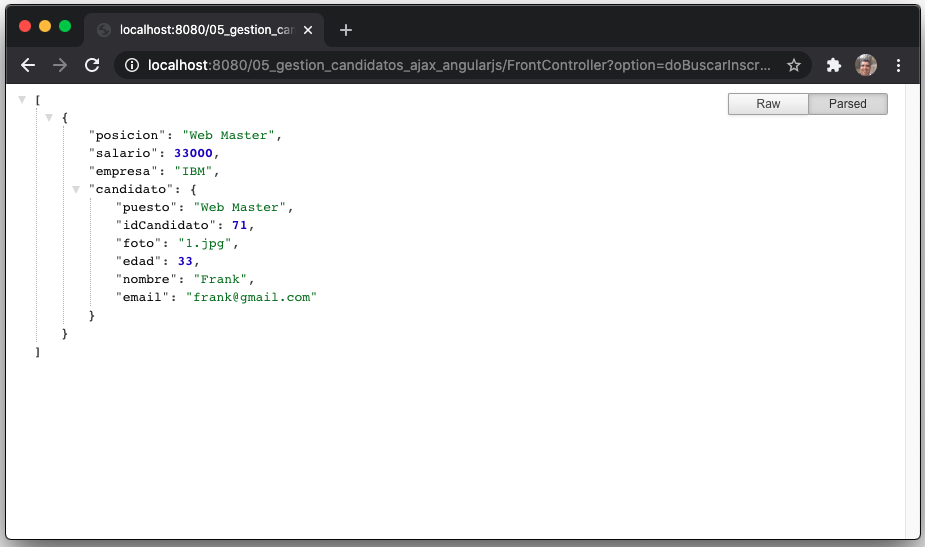 localhost:8080/05_gestion_car
localhost:8080/05_gestion_candidatos_ajax_angularjs/FrontController?option=doBuscarInscr...
Raw Parsed
[
{
"posicion": "Web Master",
"salario": 33000,
"empresa": "IBM",
"candidato": {
"puesto": "Web Master",
"idCandidato": 71,
"foto": "1.jpg",
"edad": 33,
"nombre": "Frank",
"email": "frank@gmail.com"
}
}
]